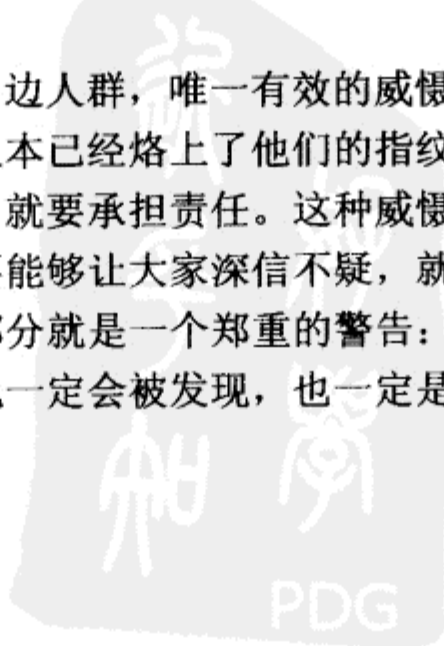 边人群，唯一有效的威慑
本已经烙上了他们的指纹
就要承担责任。这种威慑
能够让大家深信不疑，就
分就是一个郑重的警告：
一定会被发现，也一定是
PDG